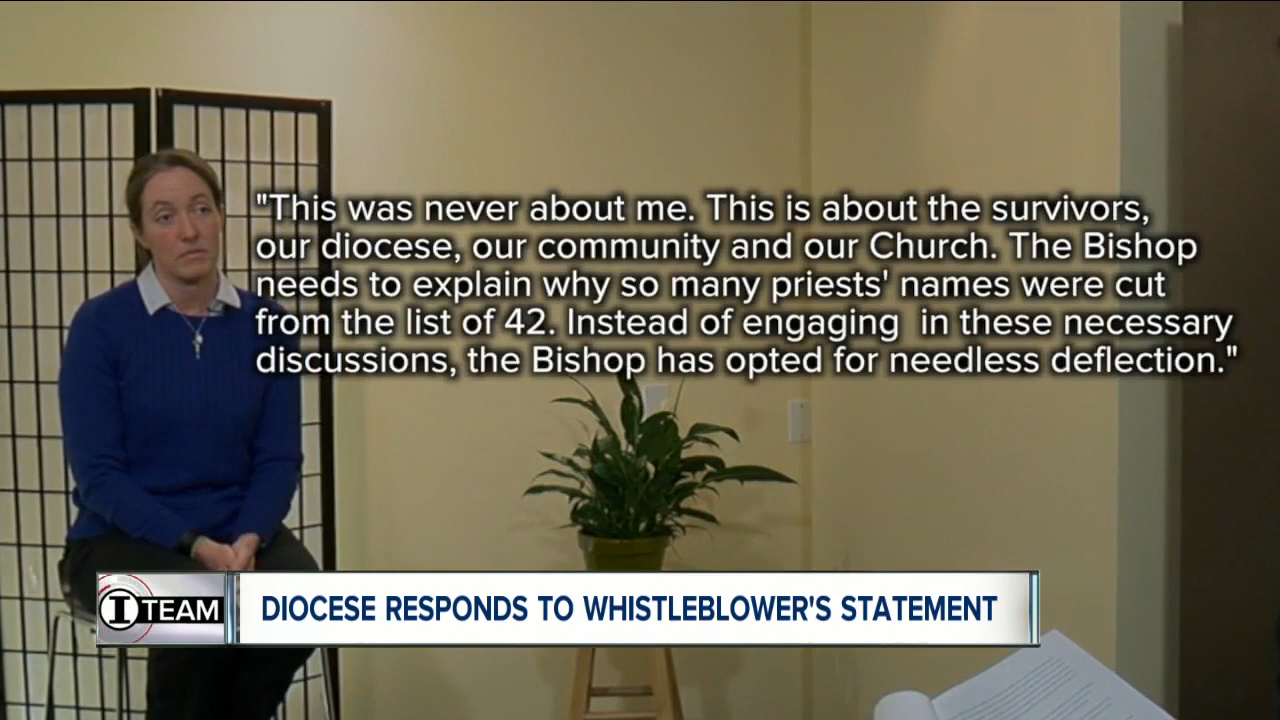 "This was never about me. This is about the survivors,
our diocese, our community and our Church. The Bishop
needs to explain why so many priests' names were cut
from the list of 42. Instead of engaging in these necessary
discussions, the Bishop has opted for needless deflection."
I TEAM
DIOCESE RESPONDS TO WHISTLEBLOWER'S STATEMENT